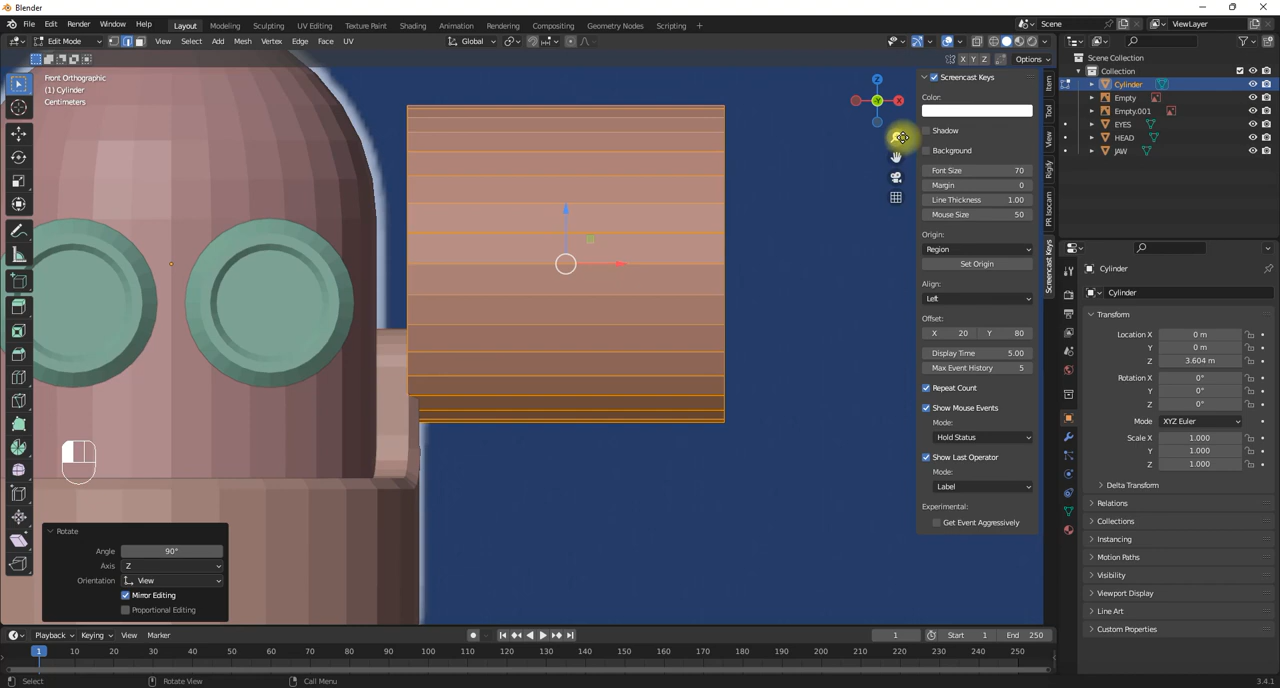 Blender
File Edit Render Window Help
Layout Modeling Sculpting UV Editing Texture Paint Shading Animation Rendering Compositing Geometry Nodes Scripting +
Scene
ViewLayer
Edit Mode View Select Add Mesh Vertex Edge Face UV
Global
X Y Z
Options
Front Orthographic
(1) Cylinder
Centimeters
Z
Y
X
Screencast Keys
Color:
Shadow
Background
Font Size 70
Margin 0
Line Thickness 1.00
Mouse Size 50
Origin:
Region
Set Origin
Align:
Left
Offset:
X 20 Y 80
Display Time 5.00
Max Event History 5
Repeat Count
Show Mouse Events
Mode:
Hold Status
Show Last Operator
Mode:
Label
Experimental:
Get Event Aggressively
Item
Tool
View
Rigify
PR Isocam
Screencast Keys
Scene Collection
Collection
Cylinder
Empty
Empty.001
EYES
HEAD
JAW
Cylinder
Cylinder
Transform
Location X 0 m
Y 0 m
Z 3.604 m
Rotation X 0°
Y 0°
Z 0°
Mode XYZ Euler
Scale X 1.000
Y 1.000
Z 1.000
Delta Transform
Relations
Collections
Instancing
Motion Paths
Visibility
Viewport Display
Line Art
Custom Properties
Rotate
Angle 90°
Axis Z
Orientation View
Mirror Editing
Proportional Editing
Playback Keying View Marker
1
Start 1
End 250
1 10 20 30 40 50 60 70 80 90 100 110 120 130 140 150 160 170 180 190 200 210 220 230 240 250
Select Rotate View Call Menu
3.4.1